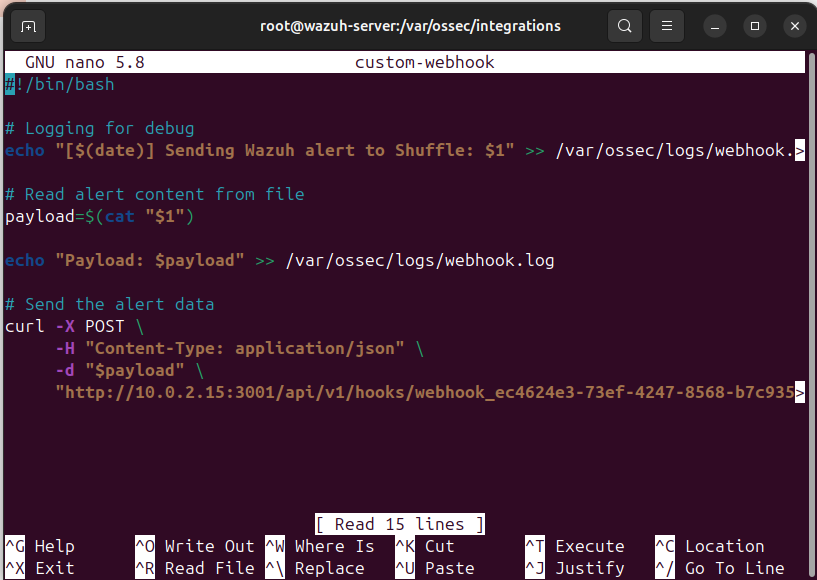 root@wazuh-server:/var/ossec/integrations
GNU nano 5.8 custom-webhook
#!/bin/bash
# Logging for debug
echo "[$(date)] Sending Wazuh alert to Shuffle: $1" >> /var/ossec/logs/webhook.>
# Read alert content from file
payload=$(cat "$1")
echo "Payload: $payload" >> /var/ossec/logs/webhook.log
# Send the alert data
curl -X POST \
-H "Content-Type: application/json" \
-d "$payload" \
"http://10.0.2.15:3001/api/v1/hooks/webhook_ec4624e3-73ef-4247-8568-b7c935>
[ Read 15 lines ]
^G Help ^O Write Out ^W Where Is ^K Cut ^T Execute ^C Location
^X Exit ^R Read File ^\ Replace ^U Paste ^J Justify ^/ Go To Line